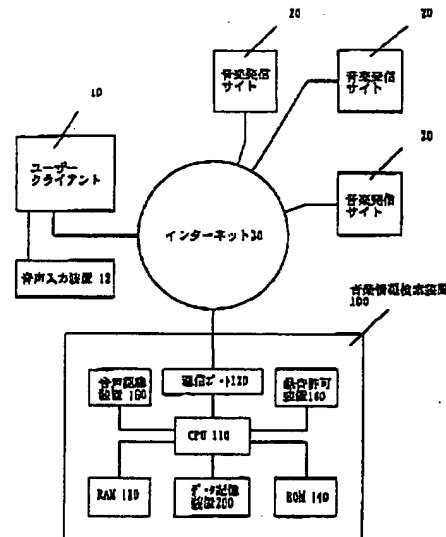 20
20
音楽発信
サイト
音楽発信
サイト
10
ユーザー
クライアント
20
音楽発信
サイト
インターネット30
音声入力装置 12
音楽情報検索装置
100
音声認識
装置 150
通信ポート120
録音許可
装置160
CPU 110
RAM 130
データ記憶
装置200
ROM 140